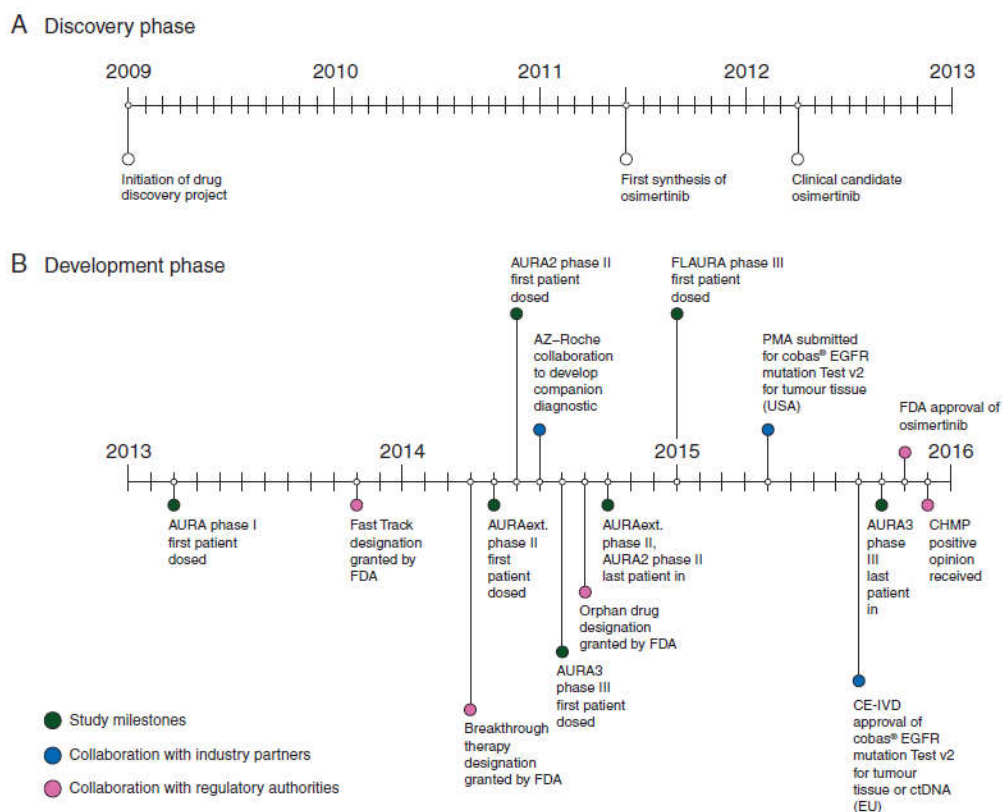 A Discovery phase
2009 2010 2011 2012 2013
Initiation of drug
discovery project
First synthesis of
osimertinib
Clinical candidate
osimertinib
B Development phase
AURA2 phase II
first patient
dosed
FLAURA phase III
first patient
dosed
AZ–Roche
collaboration
to develop
companion
diagnostic
PMA submitted
for cobas® EGFR
mutation Test v2
for tumour tissue
(USA)
FDA approval of
osimertinib
2013 2014 2015 2016
AURA phase I
first patient
dosed
Fast Track
designation
granted by
FDA
AURAext.
phase II
first
patient
dosed
AURAext.
phase II,
AURA2 phase II
last patient in
AURA3
phase
III
last
patient
in
CHMP
positive
opinion
received
Orphan drug
designation
granted by FDA
AURA3
phase III
first patient
dosed
Breakthrough
therapy
designation
granted by FDA
CE-IVD
approval of
cobas® EGFR
mutation Test v2
for tumour
tissue or ctDNA
(EU)
Study milestones
Collaboration with industry partners
Collaboration with regulatory authorities